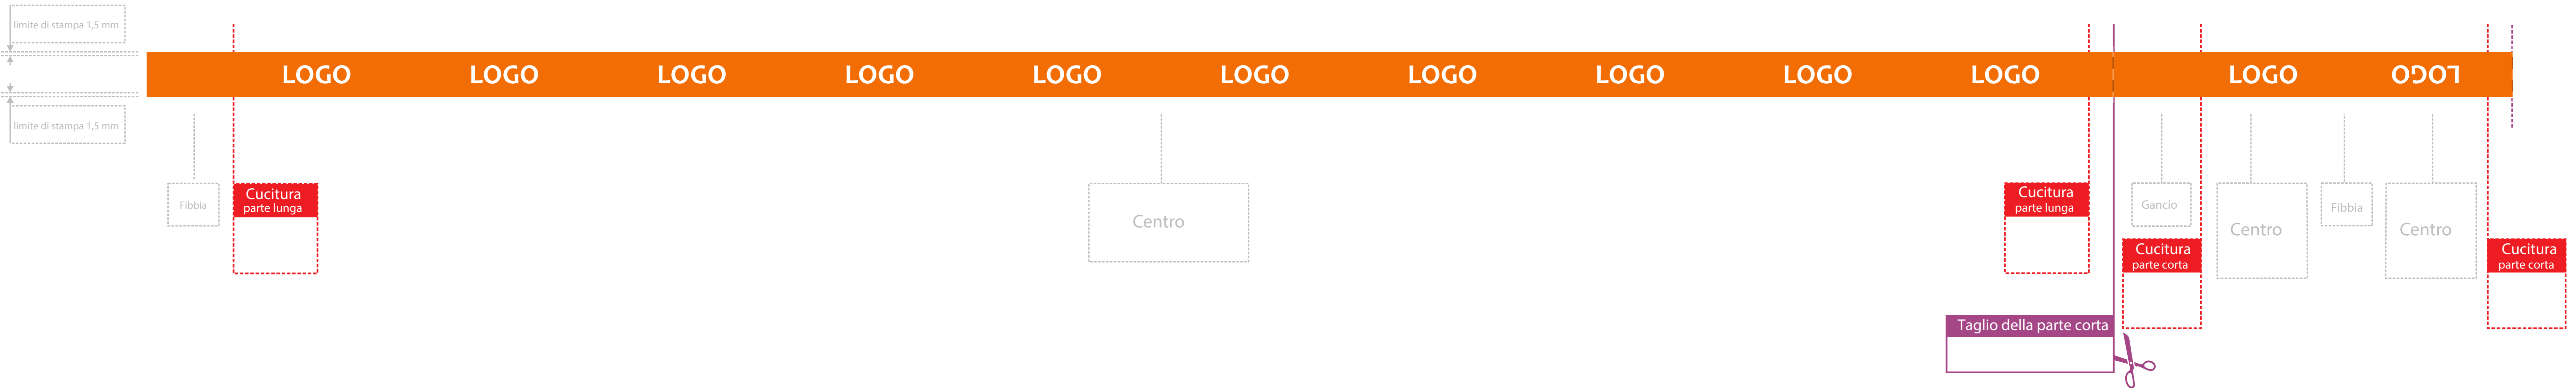 limite di stampa 1,5 mm
LOGO LOGO LOGO LOGO LOGO LOGO LOGO LOGO LOGO LOGO LOGO LOGO
limite di stampa 1,5 mm
Fibbia
Cucitura
parte lunga
Centro
Cucitura
parte lunga
Gancio
Cucitura
parte corta
Centro
Fibbia
Centro
Cucitura
parte corta
Taglio della parte corta